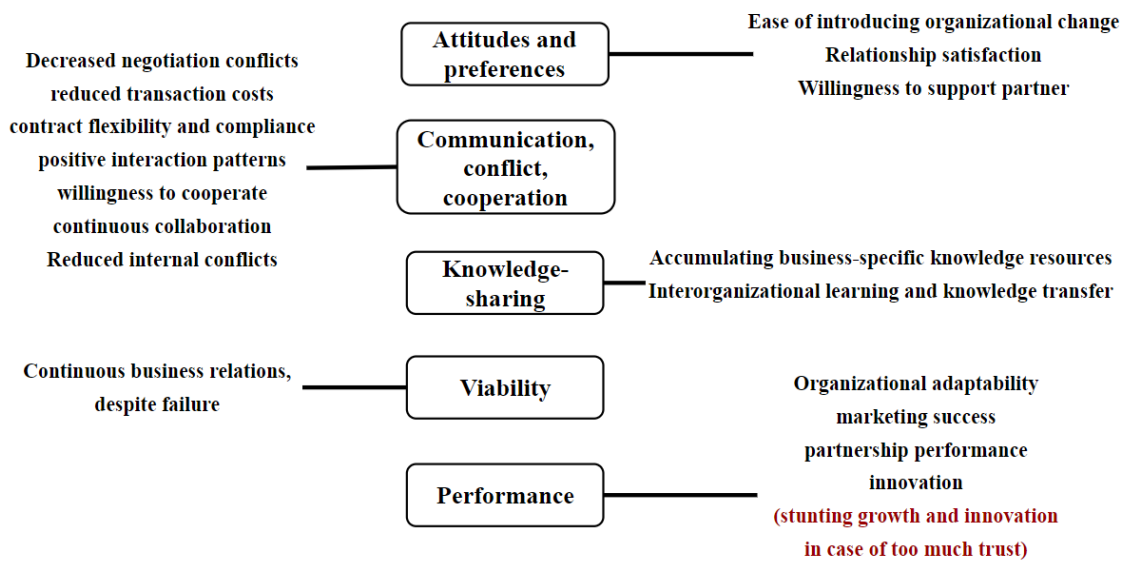 Attitudes and
preferences
Ease of introducing organizational change
Relationship satisfaction
Willingness to support partner
Decreased negotiation conflicts
reduced transaction costs
contract flexibility and compliance
positive interaction patterns
willingness to cooperate
continuous collaboration
Reduced internal conflicts
Communication,
conflict,
cooperation
Knowledge-
sharing
Accumulating business-specific knowledge resources
Interorganizational learning and knowledge transfer
Continuous business relations,
despite failure
Viability
Performance
Organizational adaptability
marketing success
partnership performance
innovation
(stunting growth and innovation
in case of too much trust)